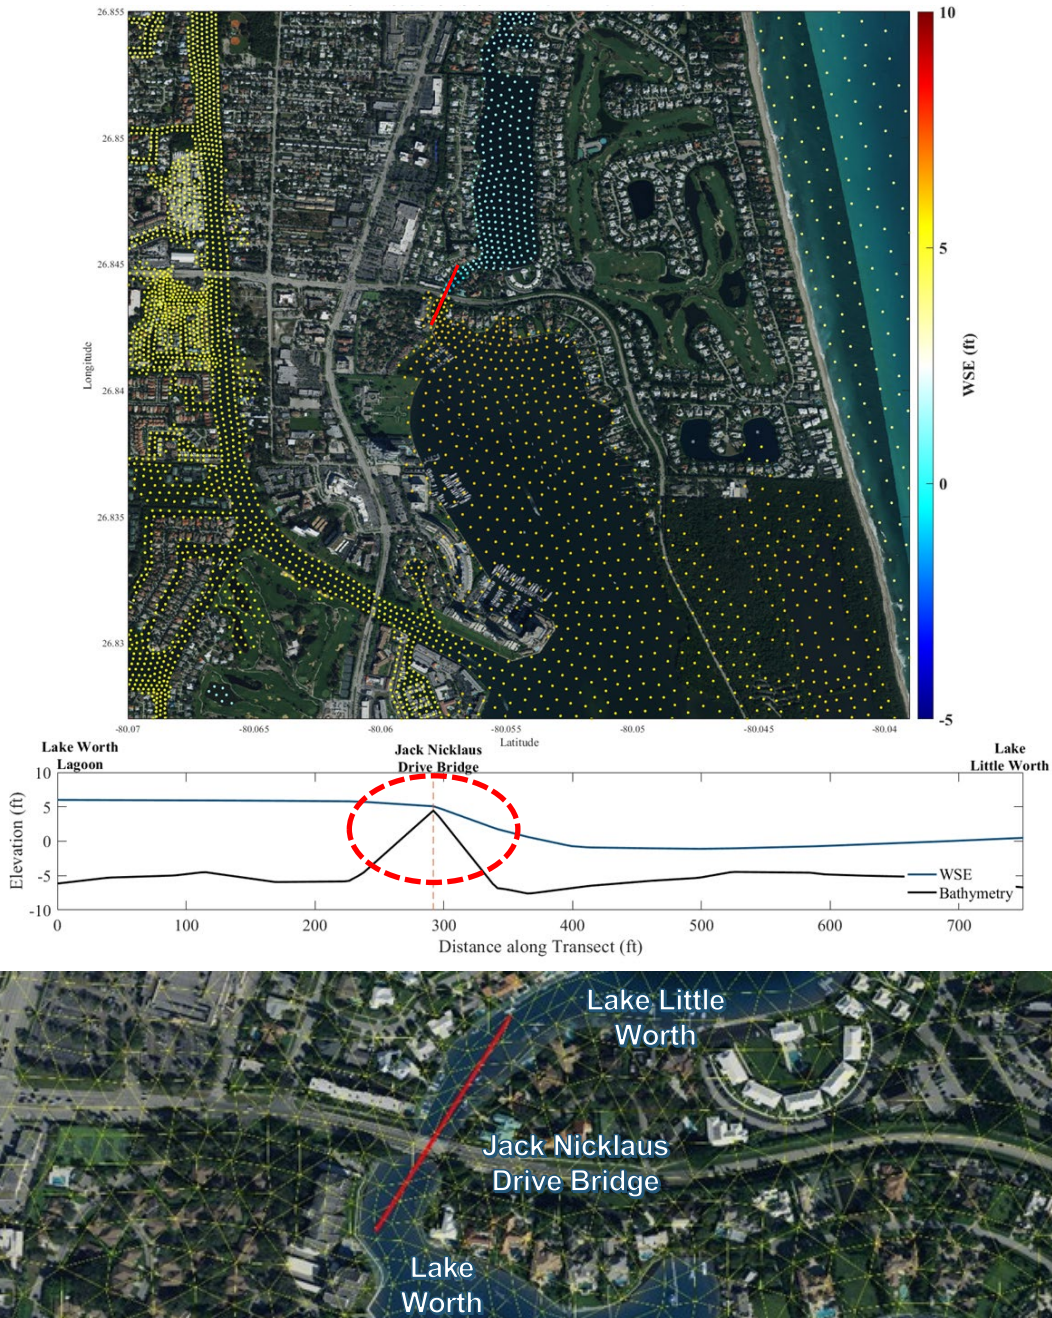 26.855
26.85
26.845
26.84
26.835
26.83
Longitude
-80.07
-80.065
-80.06
-80.055
-80.05
-80.045
-80.04
Latitude
10
5
0
-5
WSE (ft)
Lake Worth
Lagoon
Jack Nicklaus
Drive Bridge
Lake
Little Worth
10
5
0
-5
-10
Elevation (ft)
WSE
Bathymetry
0
100
200
300
400
500
600
700
Distance along Transect (ft)
Lake Little
Worth
Jack Nicklaus
Drive Bridge
Lake
Worth